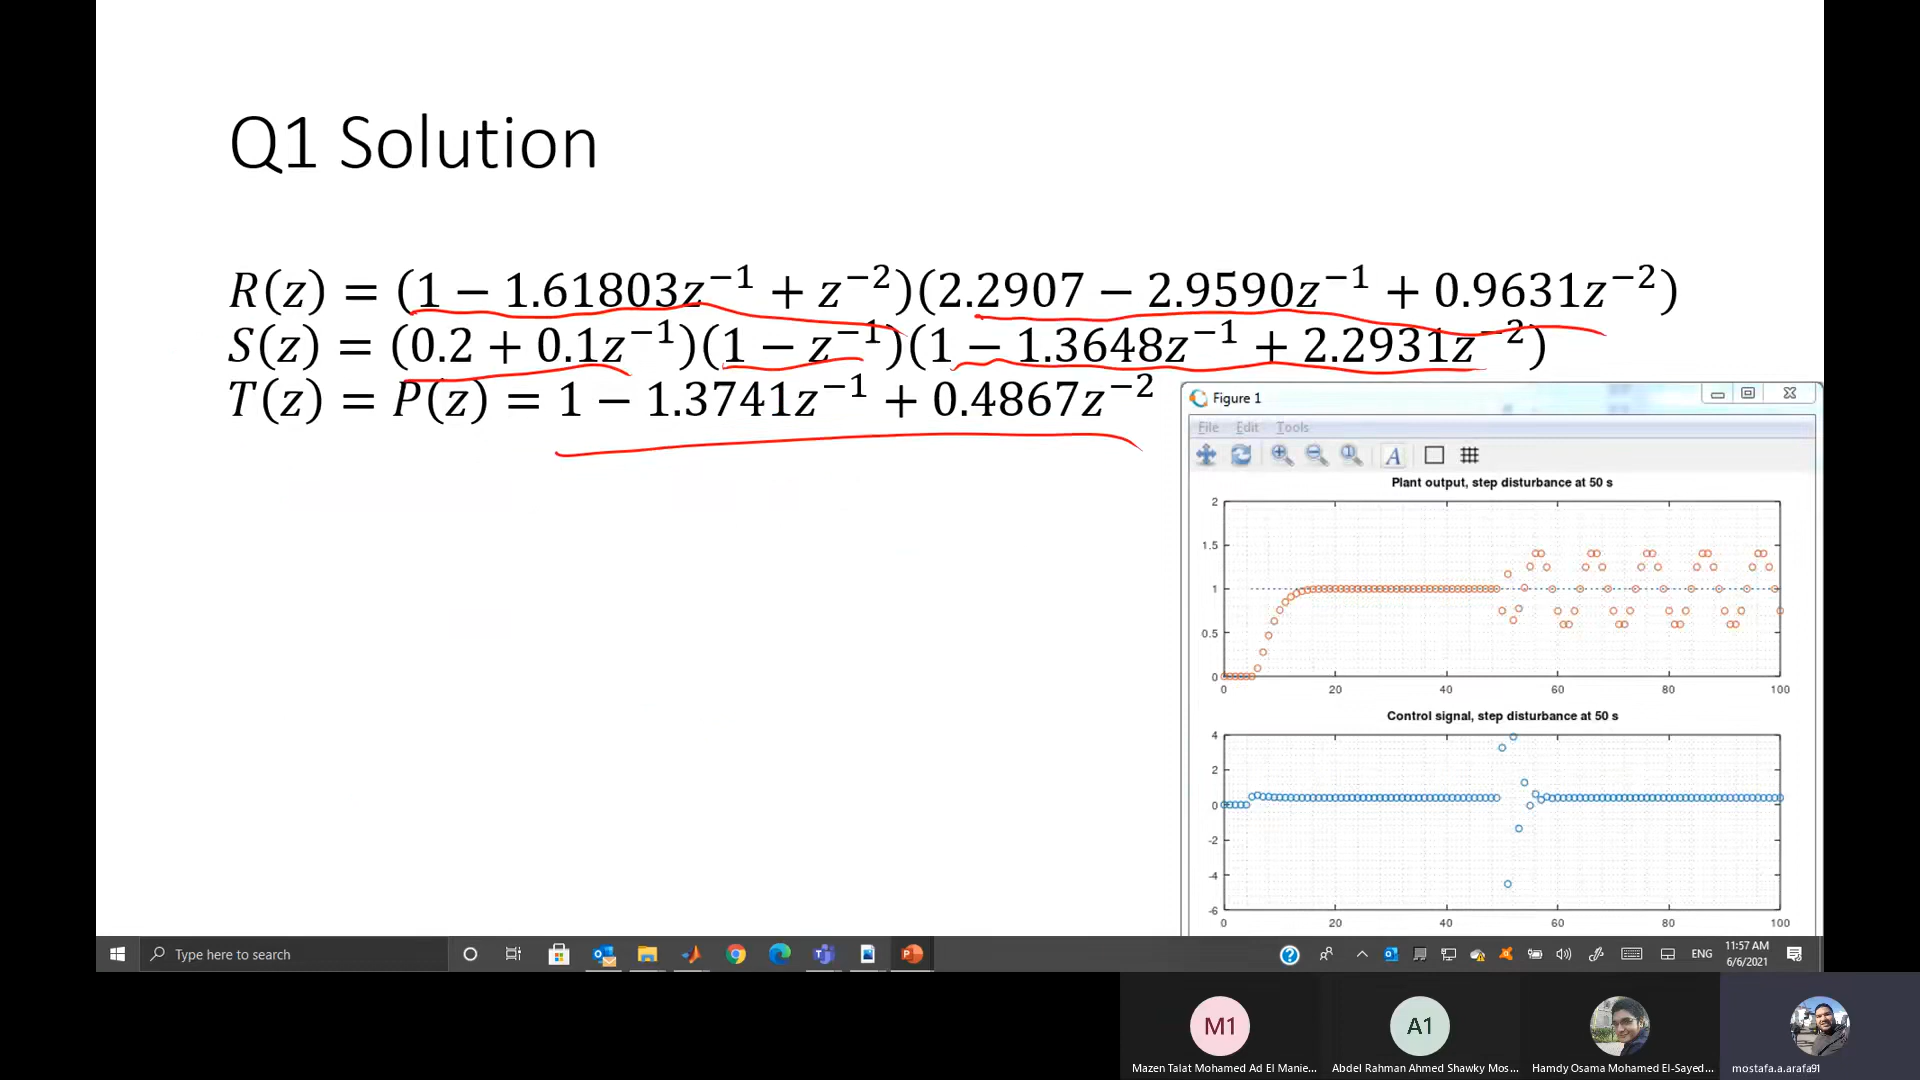 Q1 Solution
R(z) = (1 − 1.61803z⁻¹ + z⁻²)(2.2907 − 2.9590z⁻¹ + 0.9631z⁻²)
S(z) = (0.2 + 0.1z⁻¹)(1 − z⁻¹)(1 − 1.3648z⁻¹ + 2.2931z⁻²)
T(z) = P(z) = 1 − 1.3741z⁻¹ + 0.4867z⁻²
Figure 1
File Edit Tools
A
Plant output, step disturbance at 50 s
2
1.5
1
0.5
0
0 20 40 60 80 100
Control signal, step disturbance at 50 s
4
2
0
-2
-4
-6
0 20 40 60 80 100
Type here to search
ENG
11:57 AM
6/6/2021
M1
A1
Mazen Talat Mohamed Ad El Manie...
Abdel Rahman Ahmed Shawky Mos...
Hamdy Osama Mohamed El-Sayed...
mostafa.a.arafa91